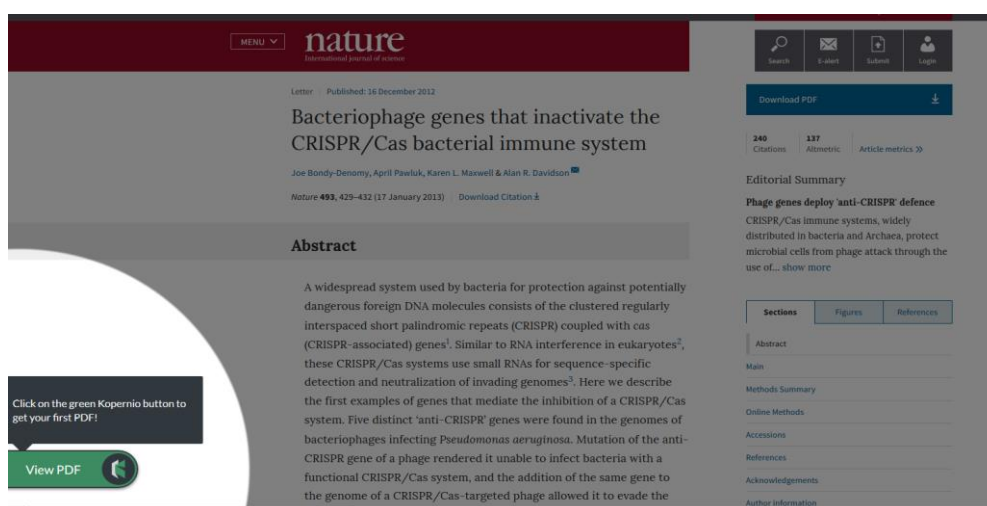 MENU
nature
International journal of science
Search
E-alert
Submit
Login
Letter | Published: 16 December 2012
Bacteriophage genes that inactivate the
CRISPR/Cas bacterial immune system
Joe Bondy-Denomy, April Pawluk, Karen L. Maxwell & Alan R. Davidson
Nature 493, 429–432 (17 January 2013) | Download Citation
Abstract
A widespread system used by bacteria for protection against potentially
dangerous foreign DNA molecules consists of the clustered regularly
interspaced short palindromic repeats (CRISPR) coupled with cas
(CRISPR-associated) genes1. Similar to RNA interference in eukaryotes2,
these CRISPR/Cas systems use small RNAs for sequence-specific
detection and neutralization of invading genomes3. Here we describe
the first examples of genes that mediate the inhibition of a CRISPR/Cas
system. Five distinct ‘anti-CRISPR’ genes were found in the genomes of
bacteriophages infecting Pseudomonas aeruginosa. Mutation of the anti-
CRISPR gene of a phage rendered it unable to infect bacteria with a
functional CRISPR/Cas system, and the addition of the same gene to
the genome of a CRISPR/Cas-targeted phage allowed it to evade the
Click on the green Kopernio button to
get your first PDF!
View PDF
Download PDF
240
Citations
137
Altmetric
Article metrics »
Editorial Summary
Phage genes deploy 'anti-CRISPR' defence
CRISPR/Cas immune systems, widely
distributed in bacteria and Archaea, protect
microbial cells from phage attack through the
use of... show more
Sections
Figures
References
Abstract
Main
Methods Summary
Online Methods
Accessions
References
Acknowledgements
Author information